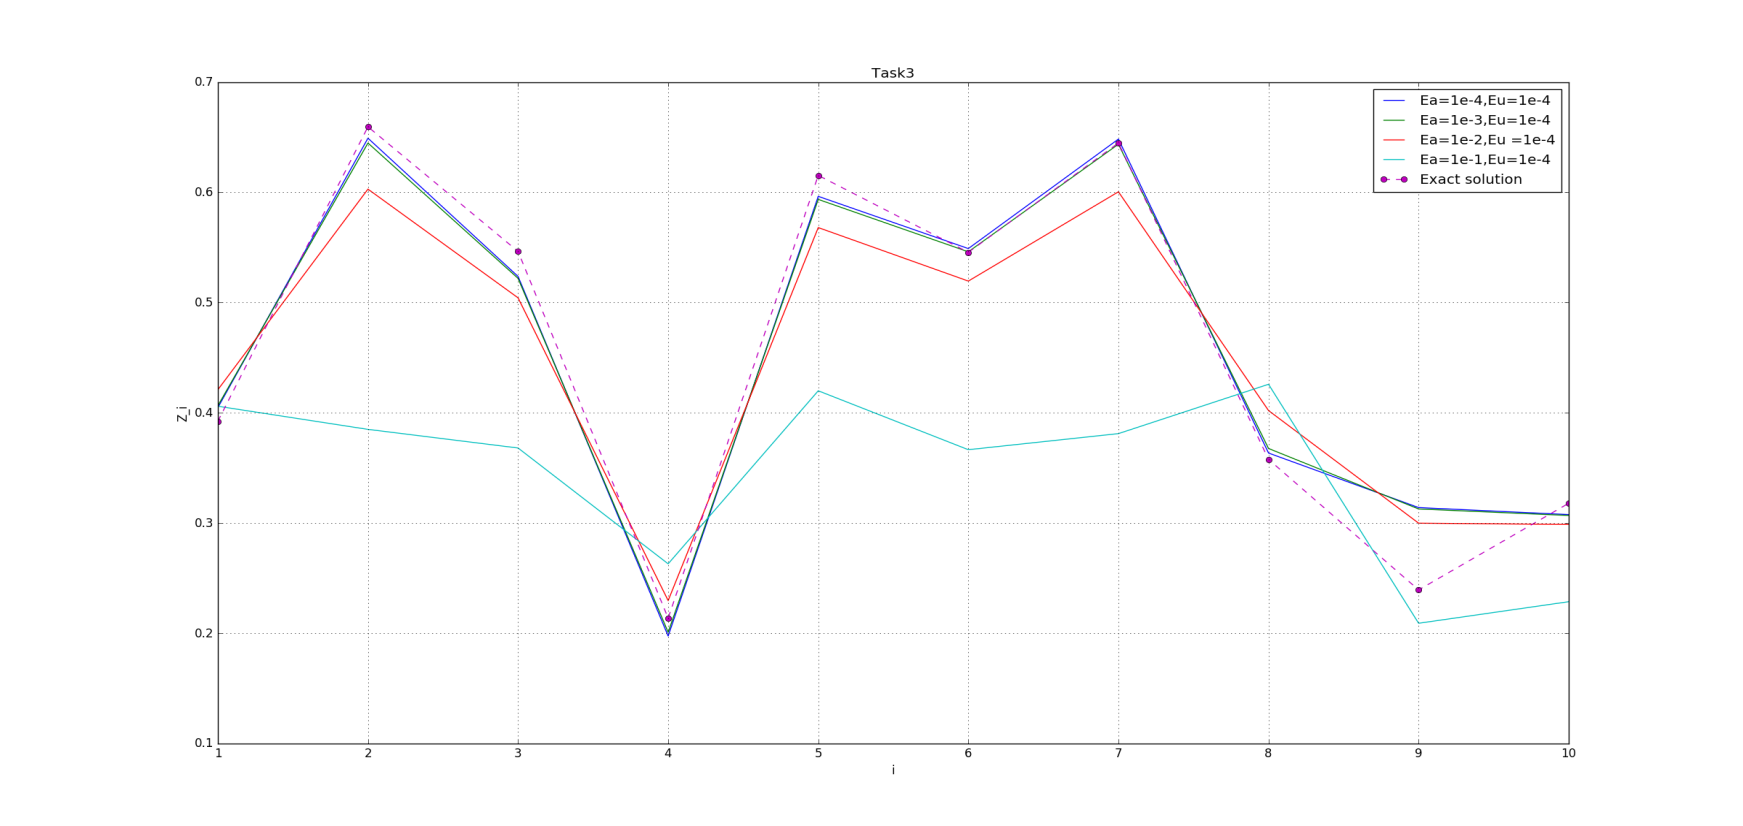 Task3
0.7
0.6
0.5
0.4
0.3
0.2
0.1
Z_i
Ea=1e-4,Eu=1e-4
Ea=1e-3,Eu=1e-4
Ea=1e-2,Eu =1e-4
Ea=1e-1,Eu=1e-4
Exact solution
1 2 3 4 5 6 7 8 9 10
i